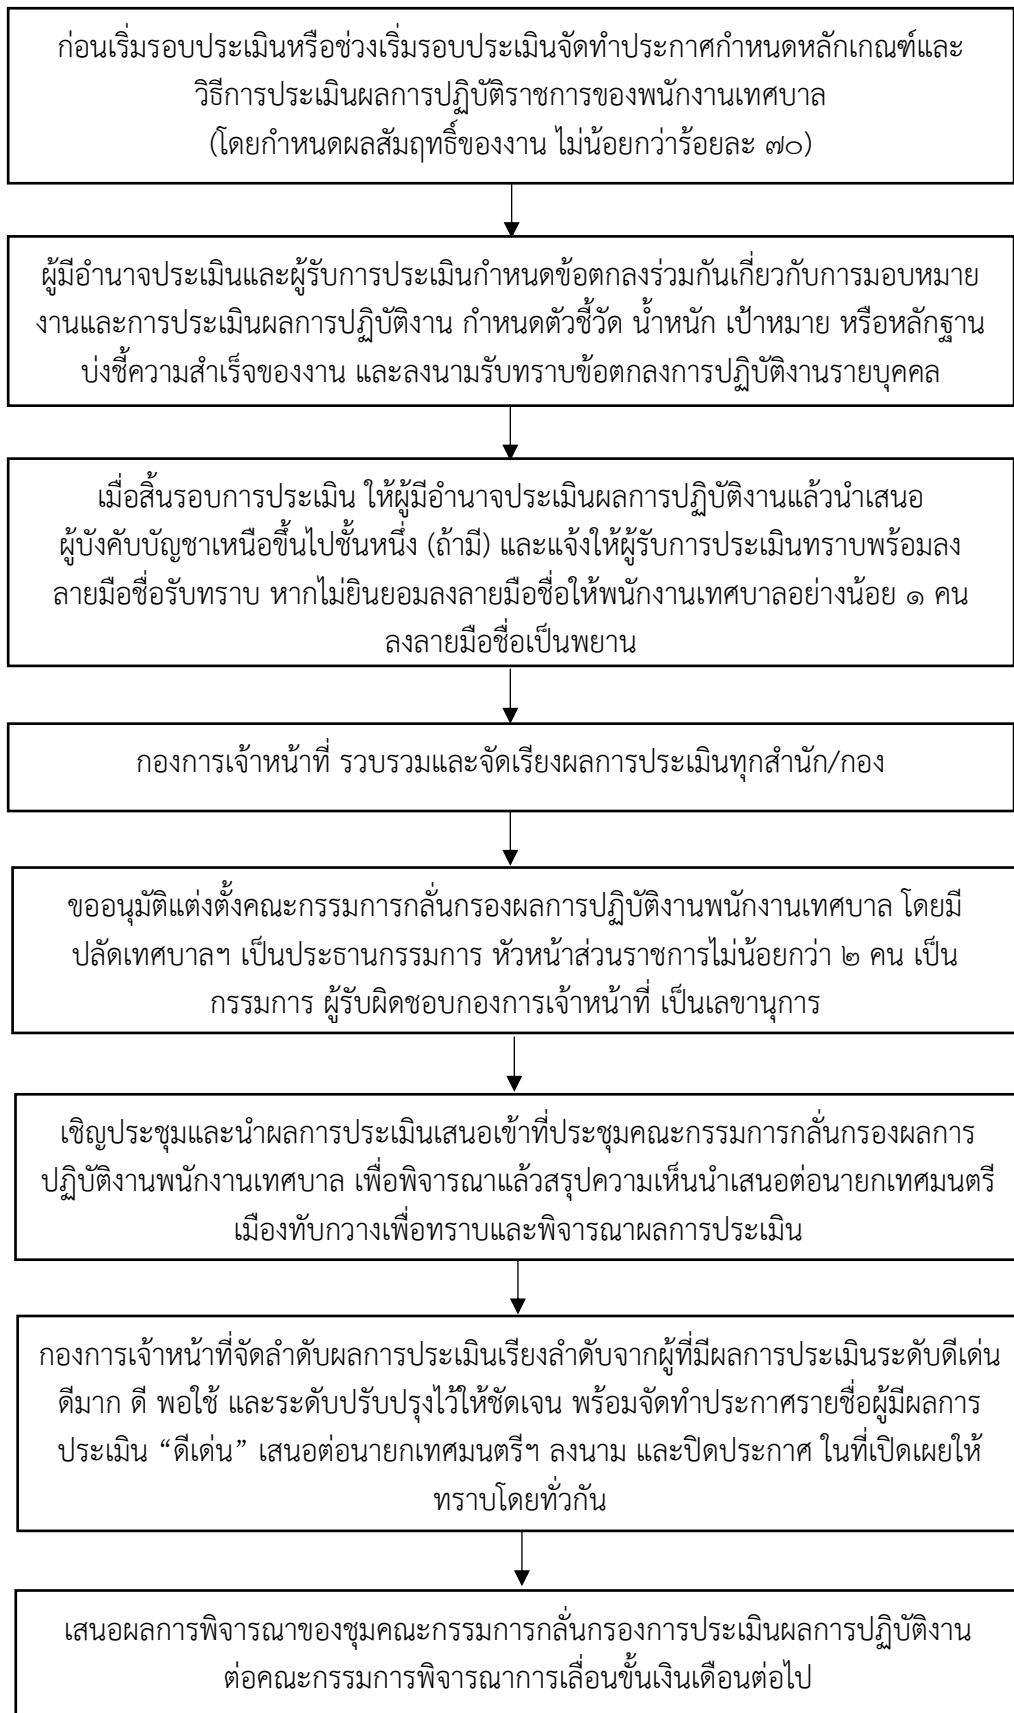 ก่อนเริ่มรอบประเมินหรือช่วงเริ่มรอบประเมินจัดทำประกาศกำหนดหลักเกณฑ์และ
วิธีการประเมินผลการปฏิบัติราชการของพนักงานเทศบาล
(โดยกำหนดผลสัมฤทธิ์ของงาน ไม่น้อยกว่าร้อยละ ๗๐)
ผู้มีอำนาจประเมินและผู้รับการประเมินกำหนดข้อตกลงร่วมกันเกี่ยวกับการมอบหมาย
งานและการประเมินผลการปฏิบัติงาน กำหนดตัวชี้วัด น้ำหนัก เป้าหมาย หรือหลักฐาน
บ่งชี้ความสำเร็จของงาน และลงนามรับทราบข้อตกลงการปฏิบัติงานรายบุคคล
เมื่อสิ้นรอบการประเมิน ให้ผู้มีอำนาจประเมินผลการปฏิบัติงานแล้วนำเสนอ
ผู้บังคับบัญชาเหนือขึ้นไปชั้นหนึ่ง (ถ้ามี) และแจ้งให้ผู้รับการประเมินทราบพร้อมลง
ลายมือชื่อรับทราบ หากไม่ยินยอมลงลายมือชื่อให้พนักงานเทศบาลอย่างน้อย ๑ คน
ลงลายมือชื่อเป็นพยาน
กองการเจ้าหน้าที่ รวบรวมและจัดเรียงผลการประเมินทุกสำนัก/กอง
ขออนุมัติแต่งตั้งคณะกรรมการกลั่นกรองผลการปฏิบัติงานพนักงานเทศบาล โดยมี
ปลัดเทศบาลฯ เป็นประธานกรรมการ หัวหน้าส่วนราชการไม่น้อยกว่า ๒ คน เป็น
กรรมการ ผู้รับผิดชอบกองการเจ้าหน้าที่ เป็นเลขานุการ
เชิญประชุมและนำผลการประเมินเสนอเข้าที่ประชุมคณะกรรมการกลั่นกรองผลการ
ปฏิบัติงานพนักงานเทศบาล เพื่อพิจารณาแล้วสรุปความเห็นนำเสนอต่อนายกเทศมนตรี
เมืองทับกวางเพื่อทราบและพิจารณาผลการประเมิน
กองการเจ้าหน้าที่จัดลำดับผลการประเมินเรียงลำดับจากผู้ที่มีผลการประเมินระดับดีเด่น
ดีมาก ดี พอใช้ และระดับปรับปรุงไว้ให้ชัดเจน พร้อมจัดทำประกาศรายชื่อผู้มีผลการ
ประเมิน “ดีเด่น” เสนอต่อนายกเทศมนตรีฯ ลงนาม และปิดประกาศ ในที่เปิดเผยให้
ทราบโดยทั่วกัน
เสนอผลการพิจารณาของชุมคณะกรรมการกลั่นกรองการประเมินผลการปฏิบัติงาน
ต่อคณะกรรมการพิจารณาการเลื่อนขั้นเงินเดือนต่อไป